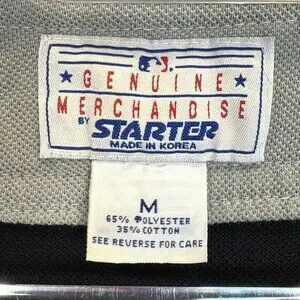 GENUINE
MERCHANDISE
BY STARTER
MADE IN KOREA
M
65% POLYESTER
35% COTTON
SEE REVERSE FOR CARE